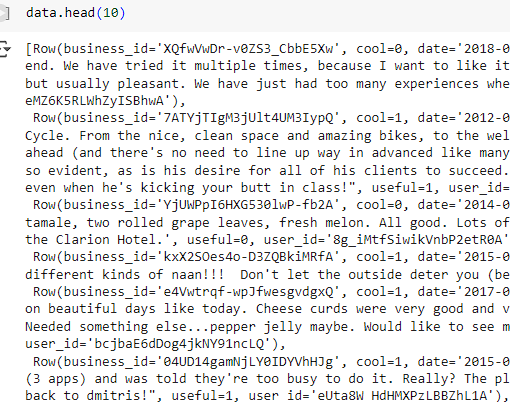 data.head(10)
[Row(business_id='XQfwVwDr-v0ZS3_CbbE5Xw', cool=0, date='2018-0
end. We have tried it multiple times, because I want to like it
but usually pleasant. We have just had too many experiences whe
eMZ6K5RLWhZyISBhwA'),
Row(business_id='7ATYjTIgM3jUlt4UM3IypQ', cool=1, date='2012-0
Cycle. From the nice, clean space and amazing bikes, to the wel
ahead (and there's no need to line up way in advanced like many
so evident, as is his desire for all of his clients to succeed.
even when he's kicking your butt in class!", useful=1, user_id=
Row(business_id='YjUWPpI6HXG530lwP-fb2A', cool=0, date='2014-0
tamale, two rolled grape leaves, fresh melon. All good. Lots of
the Clarion Hotel.', useful=0, user_id='8g_iMtfSiwikVnbP2etR0A'
Row(business_id='kxX2SOes4o-D3ZQBkiMRfA', cool=1, date='2015-0
different kinds of naan!!!  Don't let the outside deter you (be
Row(business_id='e4Vwtrqf-wpJfwesgvdgxQ', cool=1, date='2017-0
on beautiful days like today. Cheese curds were very good and v
Needed something else...pepper jelly maybe. Would like to see m
user_id='bcjbaE6dDog4jkNY91ncLQ'),
Row(business_id='04UD14gamNjLY0IDYVhHJg', cool=1, date='2015-0
(3 apps) and was told they're too busy to do it. Really? The pl
back to dmitris!", useful=1, user_id='eUta8W_HdHMXPzLBBZhL1A'),